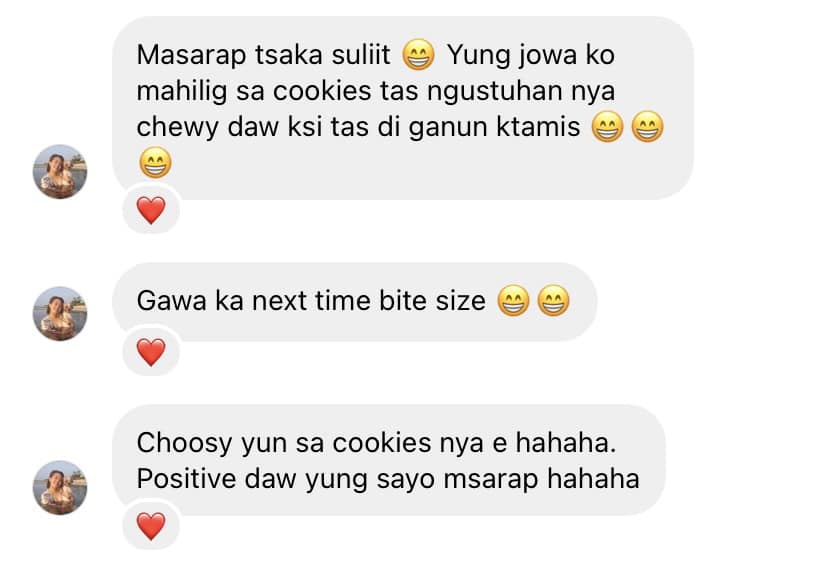 Masarap tsaka suliit 😁 Yung jowa ko
mahilig sa cookies tas ngustuhan nya
chewy daw ksi tas di ganun ktamis 😁😁
😁
Gawa ka next time bite size 😁😁
Choosy yun sa cookies nya e hahaha.
Positive daw yung sayo msarap hahaha